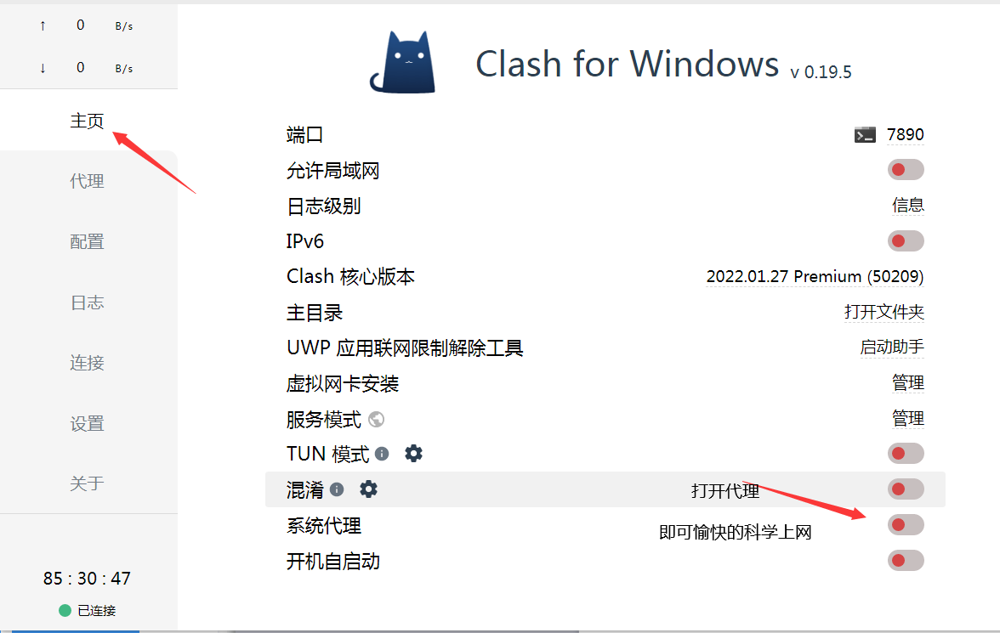 ↑ 0 B/s
↓ 0 B/s
主页
代理
配置
日志
连接
设置
关于
85 : 30 : 47
已连接
Clash for Windows v 0.19.5
端口 7890
允许局域网
日志级别 信息
IPv6
Clash 核心版本 2022.01.27 Premium (50209)
主目录 打开文件夹
UWP 应用联网限制解除工具 启动助手
虚拟网卡安装 管理
服务模式 管理
TUN 模式
混淆 打开代理
系统代理 即可愉快的科学上网
开机自启动